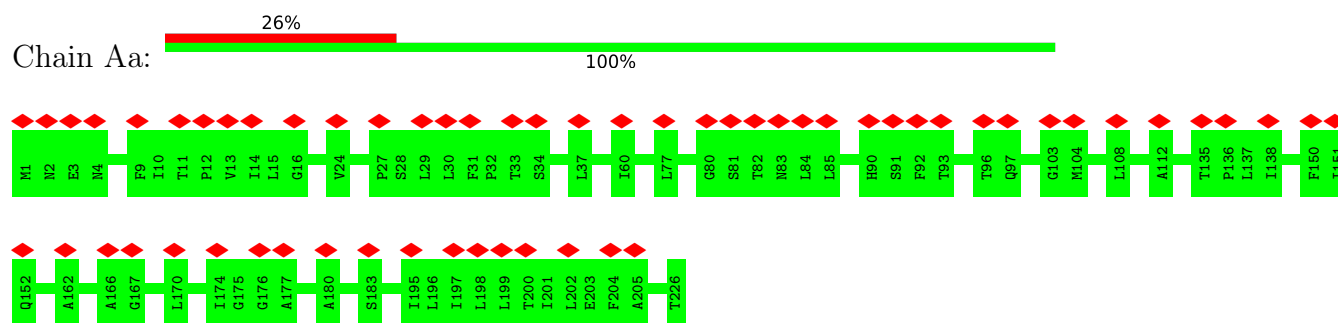 26%
Chain Aa:
100%
M1 N2 E3 N4 F9 I10 T11 P12 V13 I14 L15 G16 V24 P27 S28 L29 L30 F31 P32 T33 S34 L37 I60 L77 G80 S81 T82 N83 L84 L85 H90 S91 F92 T93 T96 Q97 G103 M104 L108 A112 T135 P136 L137 I138 F150 I151
Q152 A162 A166 G167 L170 I174 G175 G176 A177 A180 S183 I195 L196 I197 L198 L199 T200 I201 L202 E203 F204 A205 T226